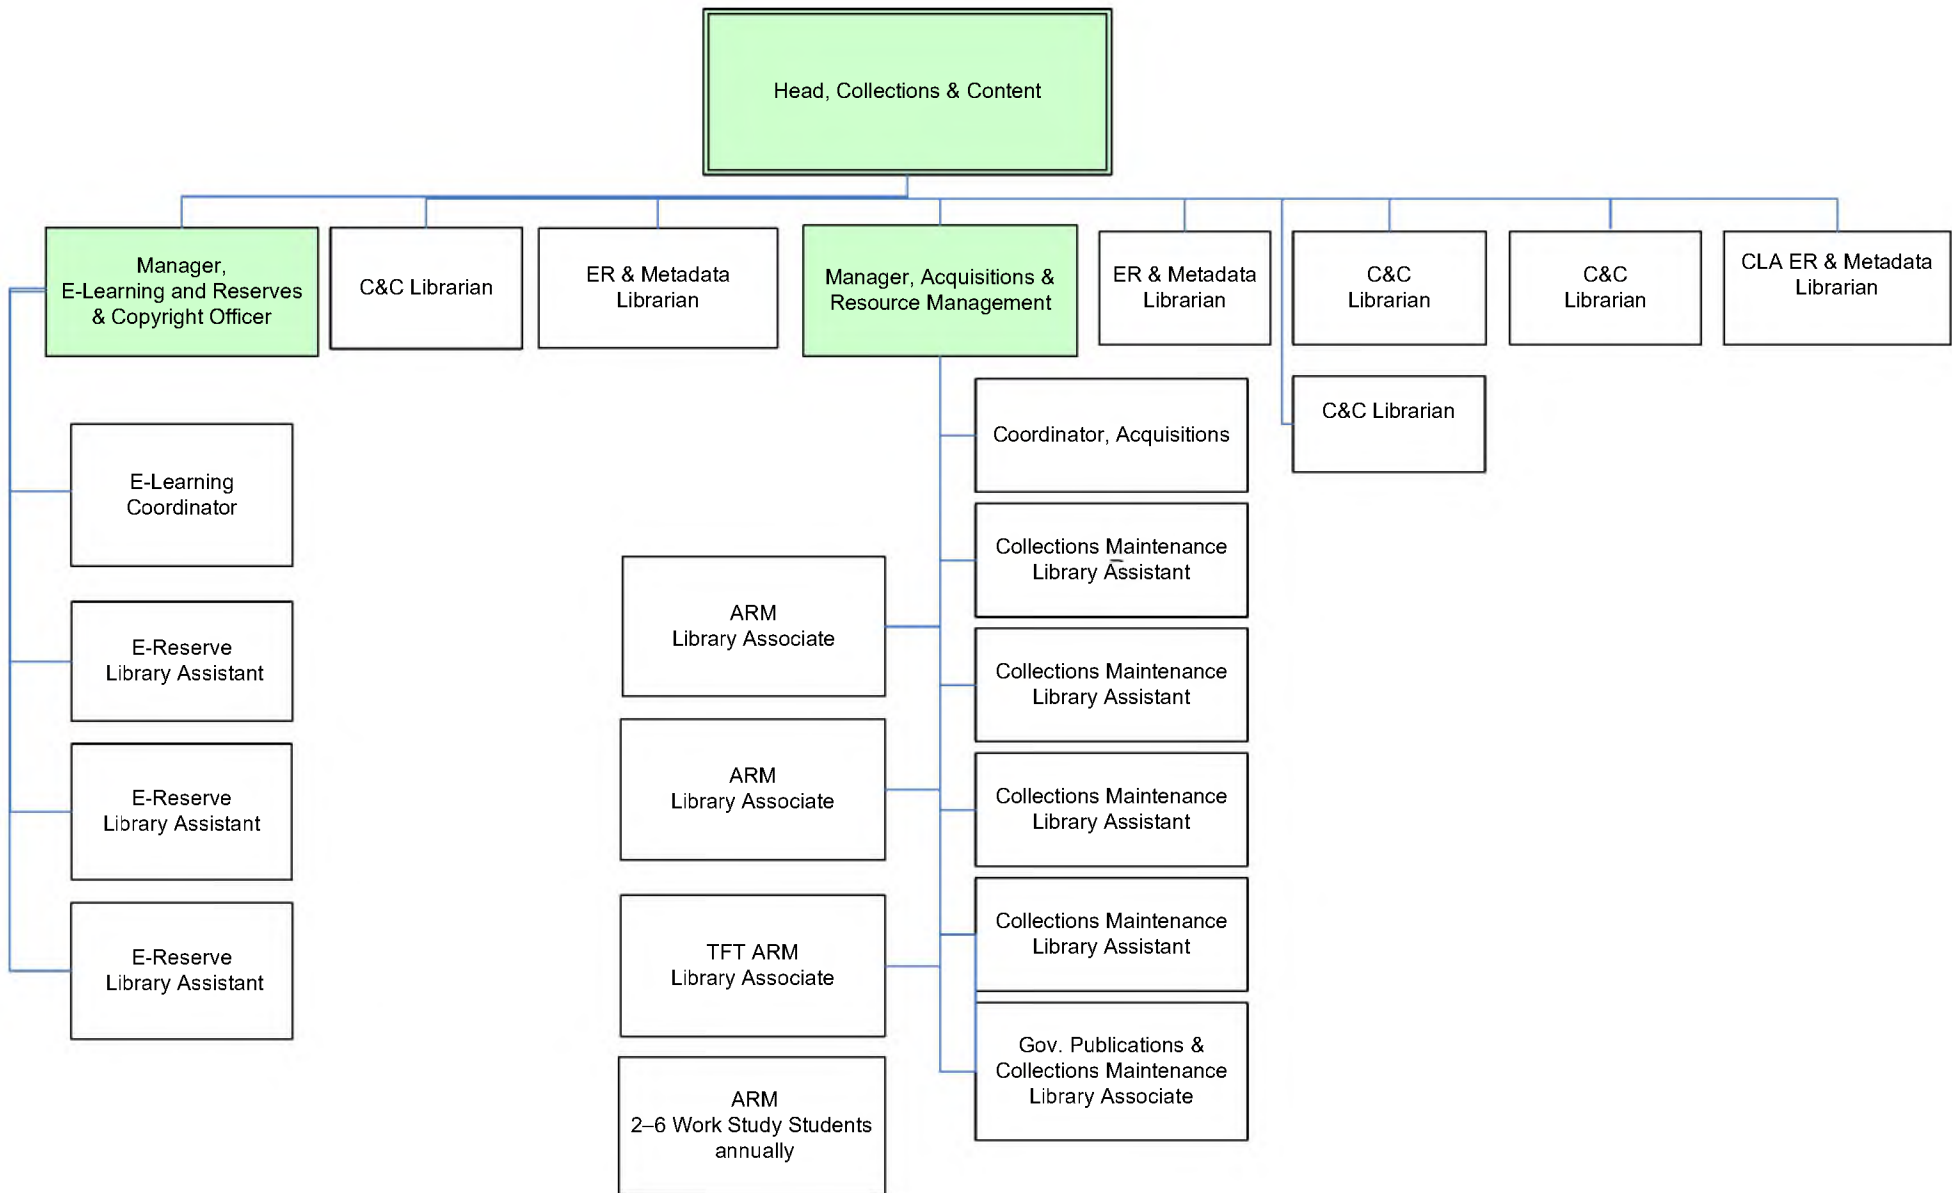 Head, Collections & Content
Manager,
E-Learning and Reserves
& Copyright Officer
C&C Librarian
ER & Metadata
Librarian
Manager, Acquisitions &
Resource Management
ER & Metadata
Librarian
C&C
Librarian
C&C
Librarian
CLA ER & Metadata
Librarian
C&C Librarian
E-Learning
Coordinator
E-Reserve
Library Assistant
E-Reserve
Library Assistant
E-Reserve
Library Assistant
ARM
Library Associate
ARM
Library Associate
TFT ARM
Library Associate
ARM
2–6 Work Study Students
annually
Coordinator, Acquisitions
Collections Maintenance
Library Assistant
Collections Maintenance
Library Assistant
Collections Maintenance
Library Assistant
Collections Maintenance
Library Assistant
Gov. Publications &
Collections Maintenance
Library Associate